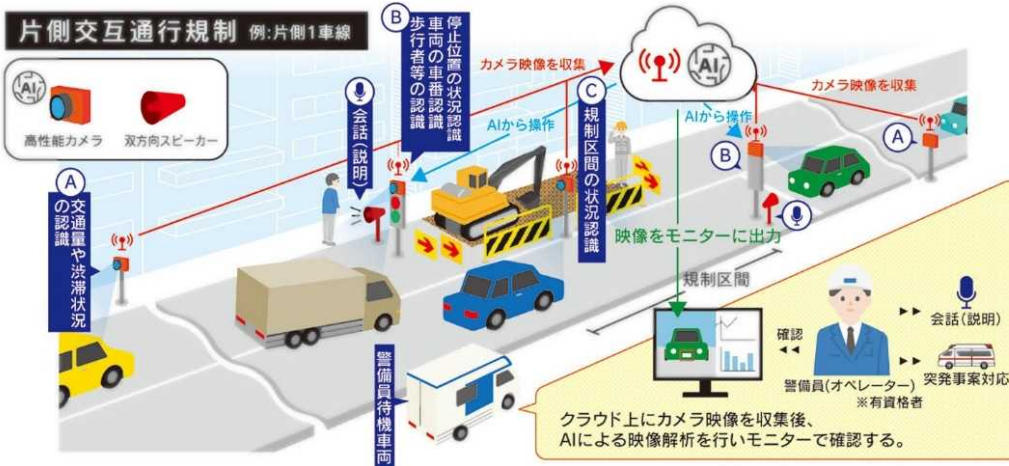 片側交互通行規制 例:片側1車線
AI
高性能カメラ
双方向スピーカー
A
交通量や渋滞状況
の認識
会話(説明)
B
停止位置の状況認識
車両の車番認識
歩行者等の認識
カメラ映像を収集
AIから操作
C
規制区間の状況認識
AI
カメラ映像を収集
AIから操作
B
A
映像をモニターに出力
規制区間
警備員待機車両
確認
警備員(オペレーター)
※有資格者
会話(説明)
突発事案対応
クラウド上にカメラ映像を収集後、
AIによる映像解析を行いモニターで確認する。